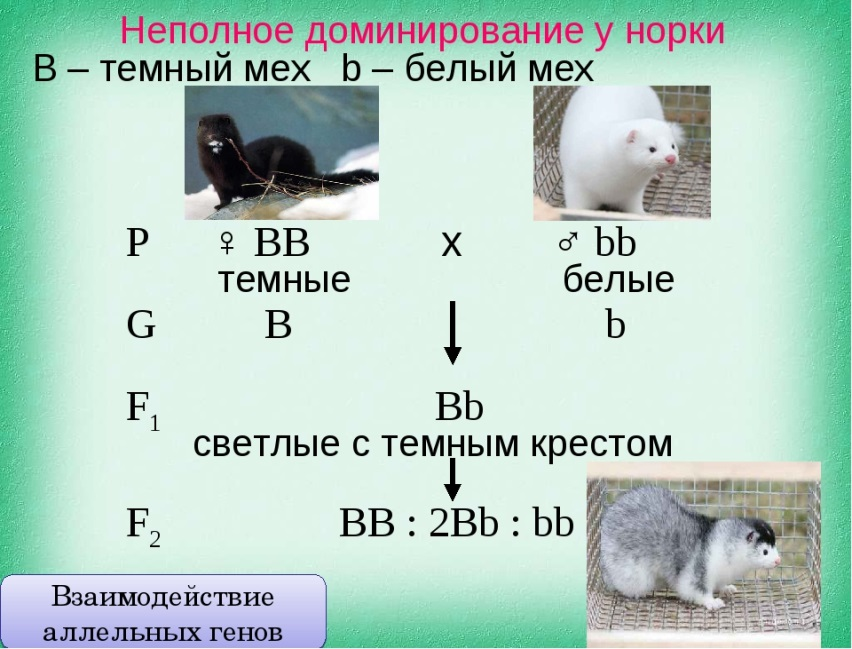 Неполное доминирование у норки
В – темный мех b – белый мех
P ♀ BB x ♂ bb
темные белые
G B b
F₁ Bb
светлые с темным крестом
F₂ BB : 2Bb : bb
Взаимодействие
аллельных генов